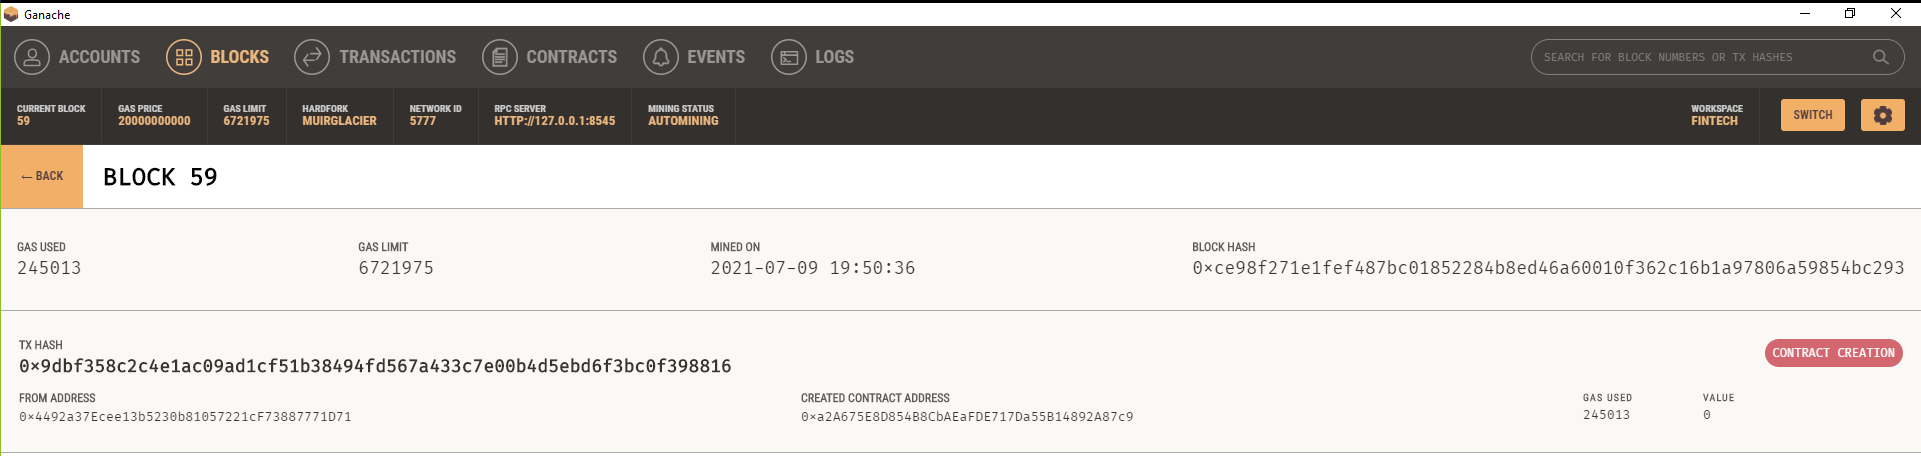 Ganache
ACCOUNTS BLOCKS TRANSACTIONS CONTRACTS EVENTS LOGS SEARCH FOR BLOCK NUMBERS OR TX HASHES
CURRENT BLOCK GAS PRICE GAS LIMIT HARDFORK NETWORK ID RPC SERVER MINING STATUS WORKSPACE
59 20000000000 6721975 MUIRGLACIER 5777 HTTP://127.0.0.1:8545 AUTOMINING FINTECH SWITCH
← BACK BLOCK 59
GAS USED GAS LIMIT MINED ON BLOCK HASH
245013 6721975 2021-07-09 19:50:36 0×ce98f271e1fef487bc01852284b8ed46a60010f362c16b1a97806a59854bc293
TX HASH
0×9dbf358c2c4e1ac09ad1cf51b38494fd567a433c7e00b4d5ebd6f3bc0f398816 CONTRACT CREATION
FROM ADDRESS CREATED CONTRACT ADDRESS GAS USED VALUE
0×4492a37Ecee13b5230b81057221cF73887771D71 0×a2A675E8D854B8CbAEaFDE717Da55B14892A87c9 245013 0